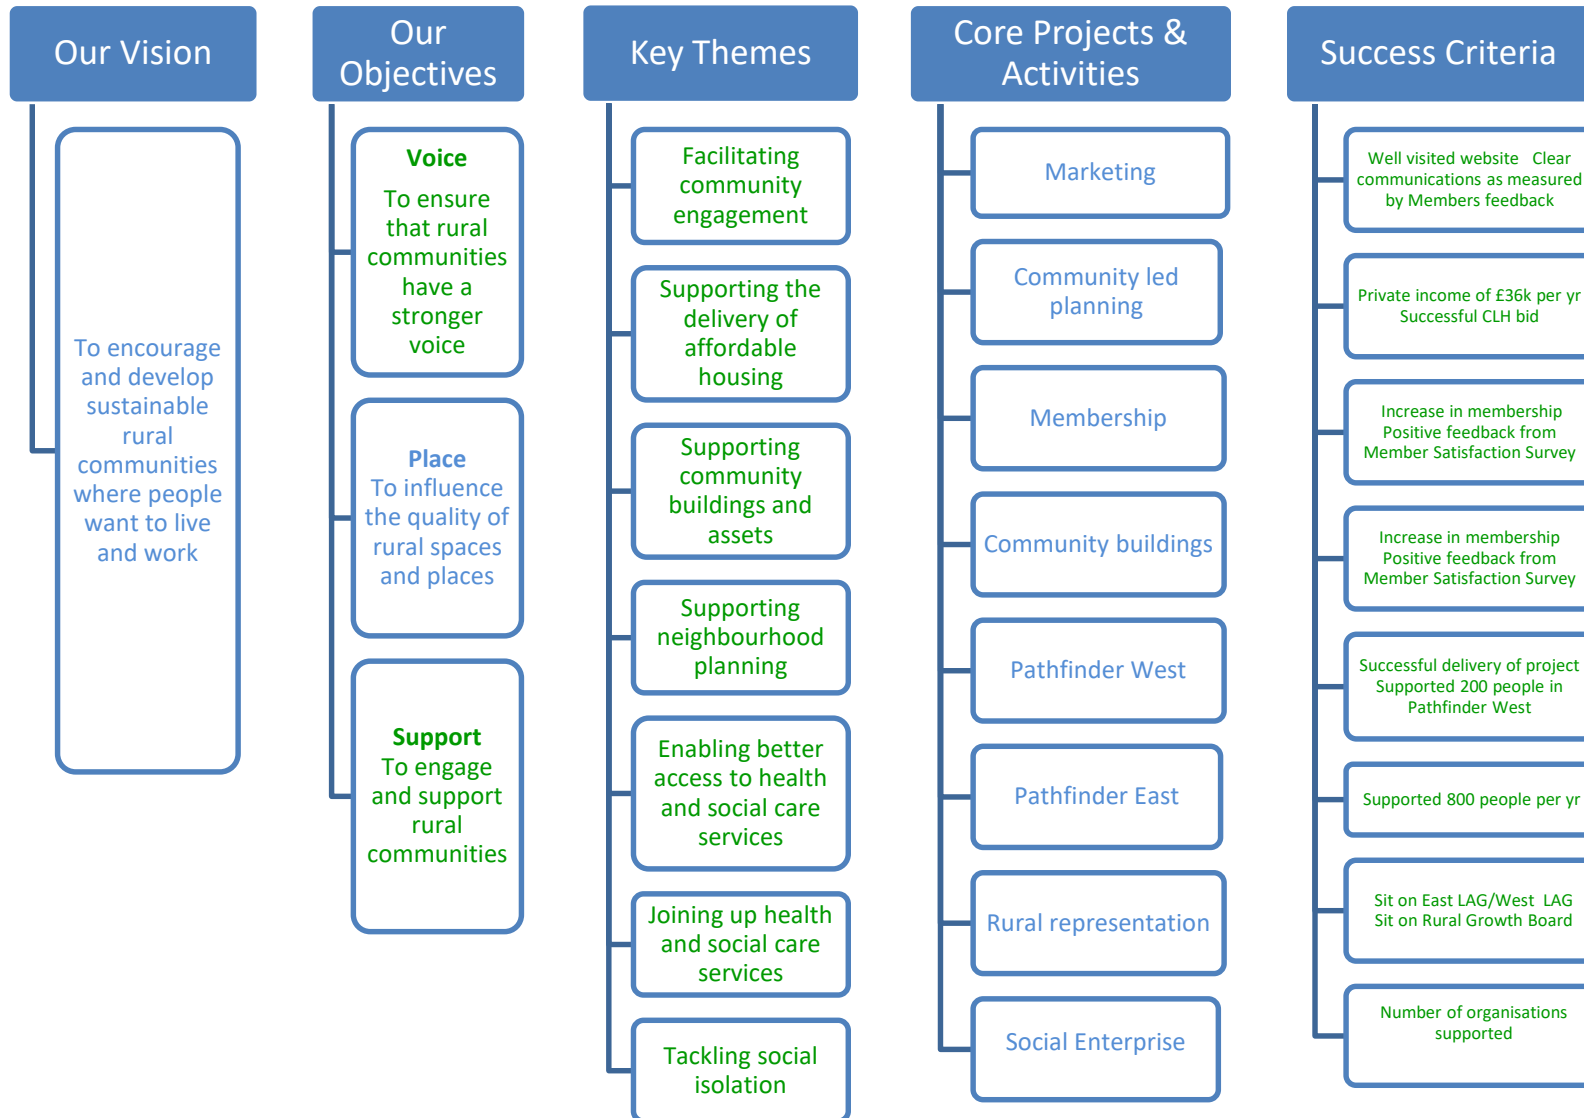 Our Vision
To encourage
and develop
sustainable
rural
communities
where people
want to live
and work
Our
Objectives
Voice
To ensure
that rural
communities
have a
stronger
voice
Place
To influence
the quality of
rural spaces
and places
Support
To engage
and support
rural
communities
Key Themes
Facilitating
community
engagement
Supporting the
delivery of
affordable
housing
Supporting
community
buildings and
assets
Supporting
neighbourhood
planning
Enabling better
access to health
and social care
services
Joining up health
and social care
services
Tackling social
isolation
Core Projects &
Activities
Marketing
Community led
planning
Membership
Community buildings
Pathfinder West
Pathfinder East
Rural representation
Social Enterprise
Success Criteria
Well visited website Clear
communications as measured
by Members feedback
Private income of £36k per yr
Successful CLH bid
Increase in membership
Positive feedback from
Member Satisfaction Survey
Increase in membership
Positive feedback from
Member Satisfaction Survey
Successful delivery of project
Supported 200 people in
Pathfinder West
Supported 800 people per yr
Sit on East LAG/West LAG
Sit on Rural Growth Board
Number of organisations
supported